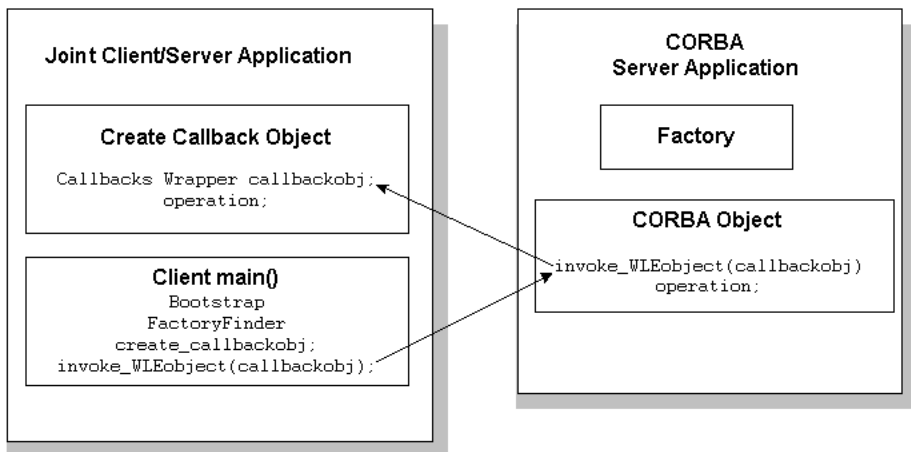 Joint Client/Server Application
Create Callback Object
Callbacks Wrapper callbackobj;
operation;
Client main()
Bootstrap
FactoryFinder
create_callbackobj;
invoke_WLEobject(callbackobj);
CORBA
Server Application
Factory
CORBA Object
invoke_WLEobject(callbackobj)
operation;